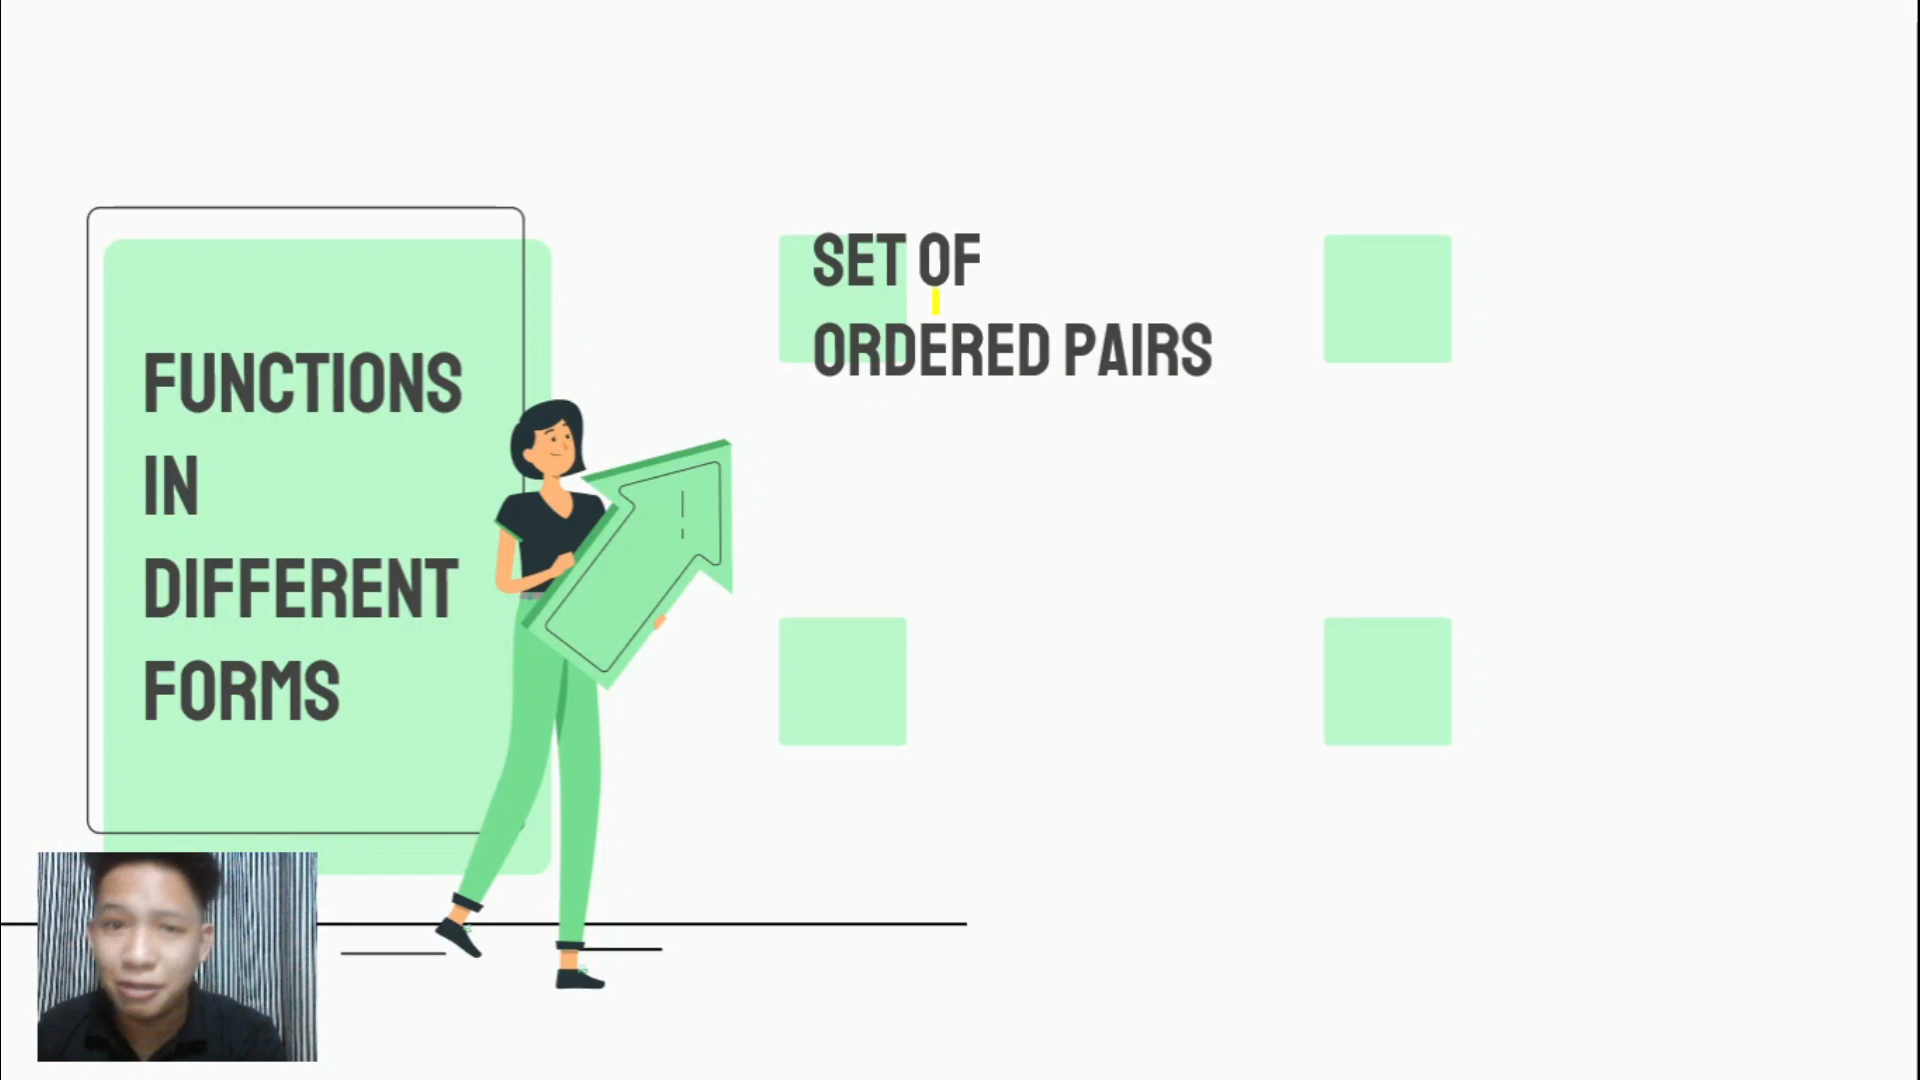 FUNCTIONS
IN
DIFFERENT
FORMS
SET OF
ORDERED PAIRS